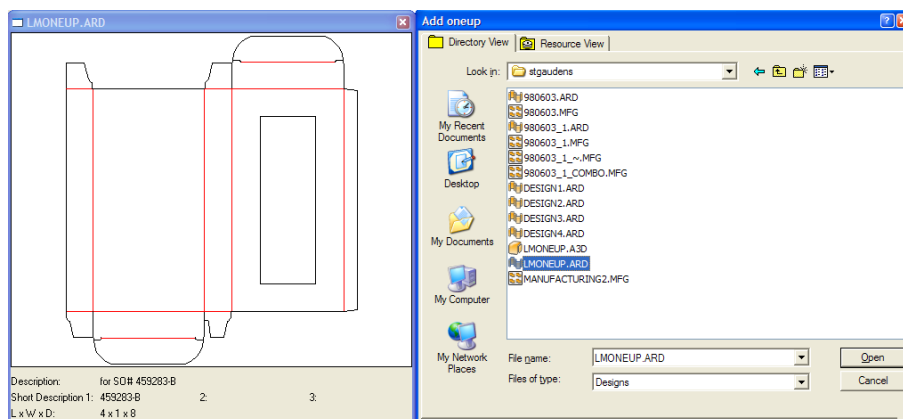 LMONEUP.ARD
Description: for SO# 459283-B
Short Description 1: 459283-B 2: 3:
L x W x D: 4 x 1 x 8
Add oneup
Directory View
Resource View
Look in: stgaudens
My Recent Documents
Desktop
My Documents
My Computer
My Network Places
980603.ARD
980603.MFG
980603_1.ARD
980603_1.MFG
980603_1_~.MFG
980603_1_COMBO.MFG
DESIGN1.ARD
DESIGN2.ARD
DESIGN3.ARD
DESIGN4.ARD
LMONEUP.A3D
LMONEUP.ARD
MANUFACTURING2.MFG
File name: LMONEUP.ARD Open
Files of type: Designs Cancel